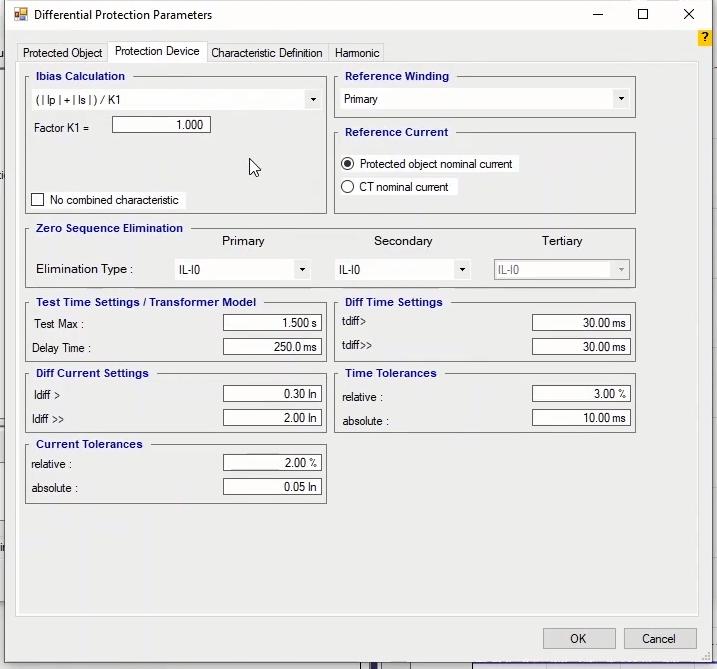 Differential Protection Parameters
?
Protected Object Protection Device Characteristic Definition Harmonic
Ibias Calculation
( | Ip | + | Is | ) / K1
Factor K1 = 1.000
No combined characteristic
Reference Winding
Primary
Reference Current
Protected object nominal current
CT nominal current
Zero Sequence Elimination
Primary Secondary Tertiary
Elimination Type : IL-I0 IL-I0 IL-I0
Test Time Settings / Transformer Model
Test Max : 1.500 s
Delay Time : 250.0 ms
Diff Time Settings
tdiff> 30.00 ms
tdiff>> 30.00 ms
Diff Current Settings
Idiff > 0.30 In
Idiff >> 2.00 In
Time Tolerances
relative : 3.00 %
absolute : 10.00 ms
Current Tolerances
relative : 2.00 %
absolute : 0.05 In
OK Cancel